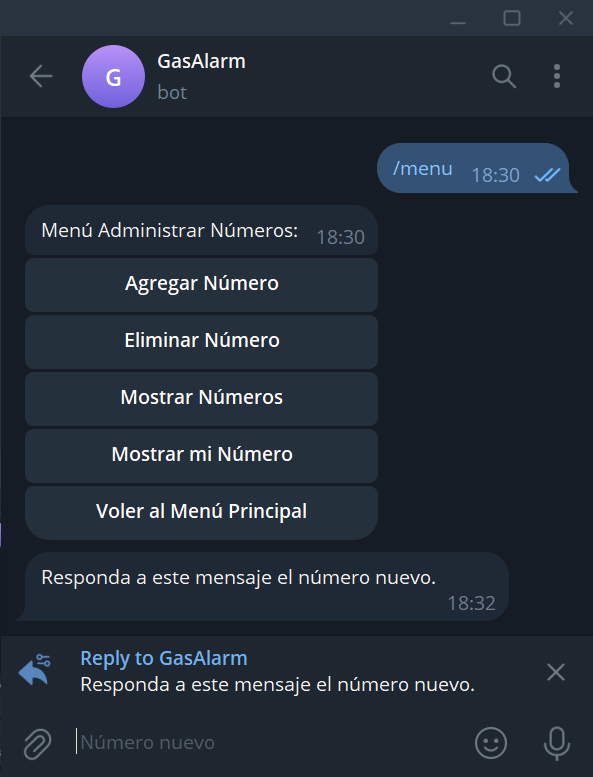 GasAlarm
G
bot
/menu 18:30
Menú Administrar Números: 18:30
Agregar Número
Eliminar Número
Mostrar Números
Mostrar mi Número
Voler al Menú Principal
Responda a este mensaje el número nuevo.
18:32
Reply to GasAlarm
Responda a este mensaje el número nuevo.
Número nuevo